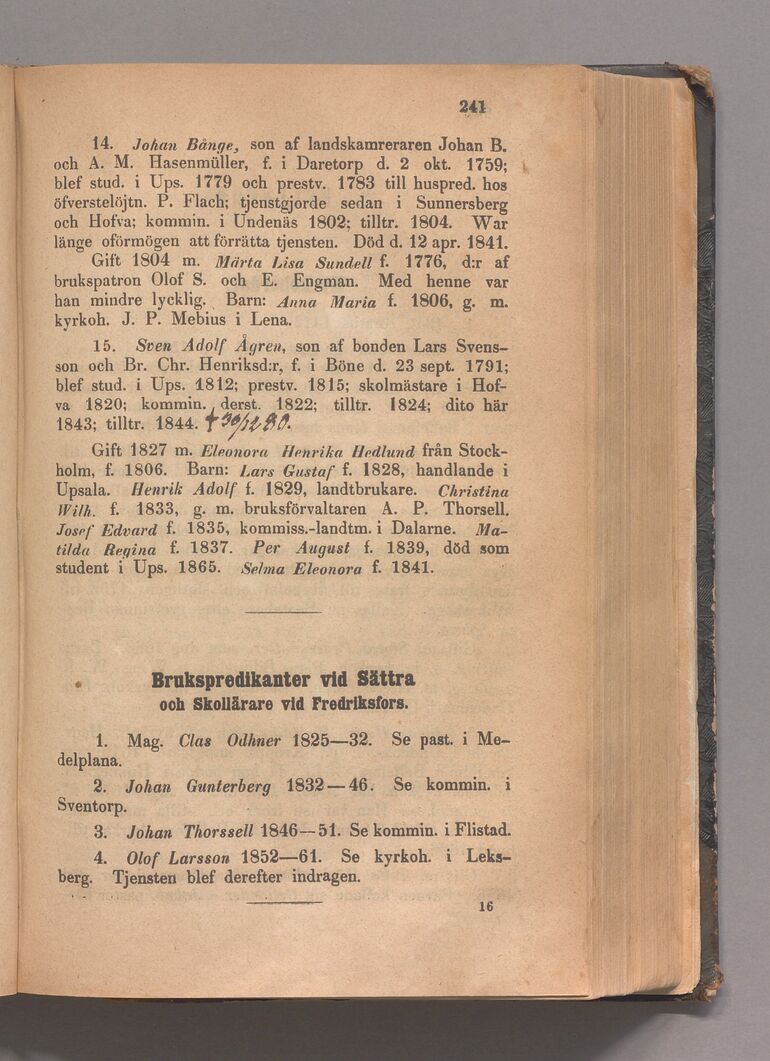 241
14. Johan Bånge, son af landskamreraren Johan B.
och A. M. Hasenmüller, f. i Daretorp d. 2 okt. 1759;
blef stud. i Ups. 1779 och prestv. 1783 till huspred. hos
öfverstelöjtn. P. Flach; tjenstgjorde sedan i Sunnersberg
och Hofva; kommin. i Undenäs 1802; tilltr. 1804. War
länge oförmögen att förrätta tjensten. Död d. 12 apr. 1841.
Gift 1804 m. Märta Lisa Sundell f. 1776, d:r af
brukspatron Olof S. och E. Engman. Med henne var
han mindre lycklig. Barn: Anna Maria f. 1806, g. m.
kyrkoh. J. P. Mebius i Lena.
15. Sven Adolf Ågren, son af bonden Lars Svens-
son och Br. Chr. Henriksd:r, f. i Böne d. 23 sept. 1791;
blef stud. i Ups. 1812; prestv. 1815; skolmästare i Hof-
va 1820; kommin. derst. 1822; tilltr. 1824; dito här
1843; tilltr. 1844. † 30/12 80.
Gift 1827 m. Eleonora Henrika Hedlund från Stock-
holm, f. 1806. Barn: Lars Gustaf f. 1828, handlande i
Upsala. Henrik Adolf f. 1829, landtbrukare. Christina
Wilh. f. 1833, g. m. bruksförvaltaren A. P. Thorsell.
Josef Edvard f. 1835, kommiss.-landtm. i Dalarne. Ma-
tilda Regina f. 1837. Per August f. 1839, död som
student i Ups. 1865. Selma Eleonora f. 1841.
Brukspredikanter vid Sättra
och Skollärare vid Fredriksfors.
1. Mag. Clas Odhner 1825—32. Se past. i Me-
delplana.
2. Johan Gunterberg 1832—46. Se kommin. i
Sventorp.
3. Johan Thorssell 1846—51. Se kommin. i Flistad.
4. Olof Larsson 1852—61. Se kyrkoh. i Leks-
berg. Tjensten blef derefter indragen.
16